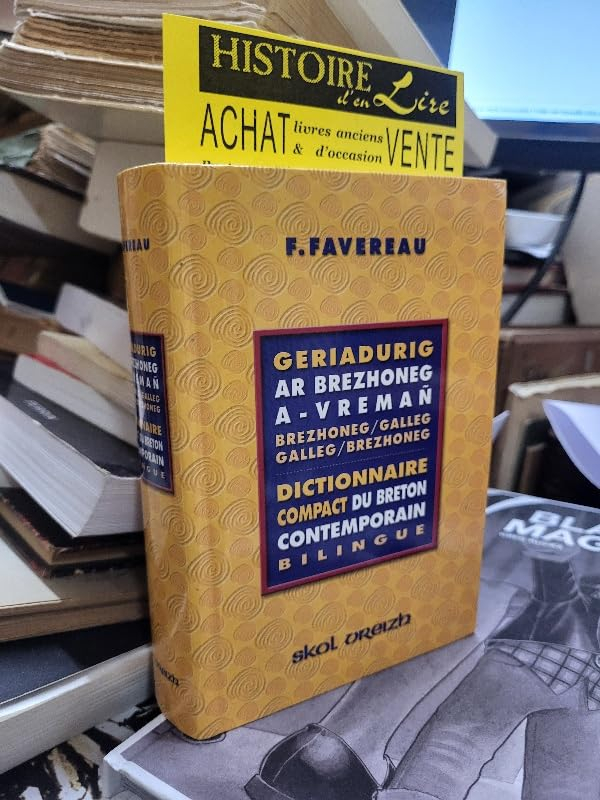 HISTOIRE
d'en Lire
ACHAT livres anciens VENTE
& d'occasion
F. FAVEREAU
GERIADURIG
AR BREZHONEG
A-VREMAÑ
BREZHONEG/GALLEG
GALLEG/BREZHONEG
DICTIONNAIRE
COMPACT DU BRETON
CONTEMPORAIN
BILINGUE
skol vreizh